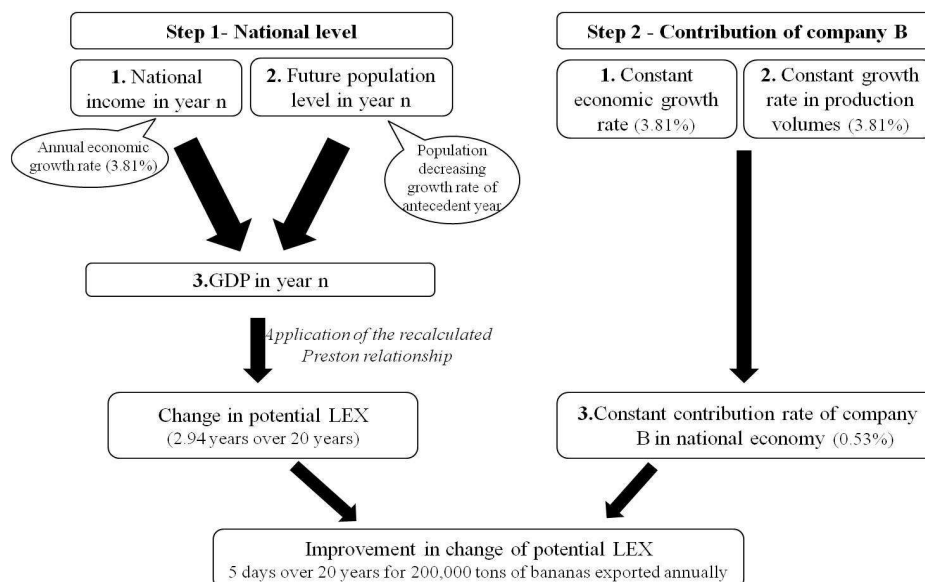 Step 1- National level
1. National
income in year n
2. Future population
level in year n
Annual economic
growth rate (3.81%)
Population
decreasing
growth rate of
antecedent year
3.GDP in year n
Application of the recalculated
Preston relationship
Change in potential LEX
(2.94 years over 20 years)
Step 2 - Contribution of company B
1. Constant
economic growth
rate (3.81%)
2. Constant growth
rate in production
volumes (3.81%)
3.Constant contribution rate of company
B in national economy (0.53%)
Improvement in change of potential LEX
5 days over 20 years for 200,000 tons of bananas exported annually